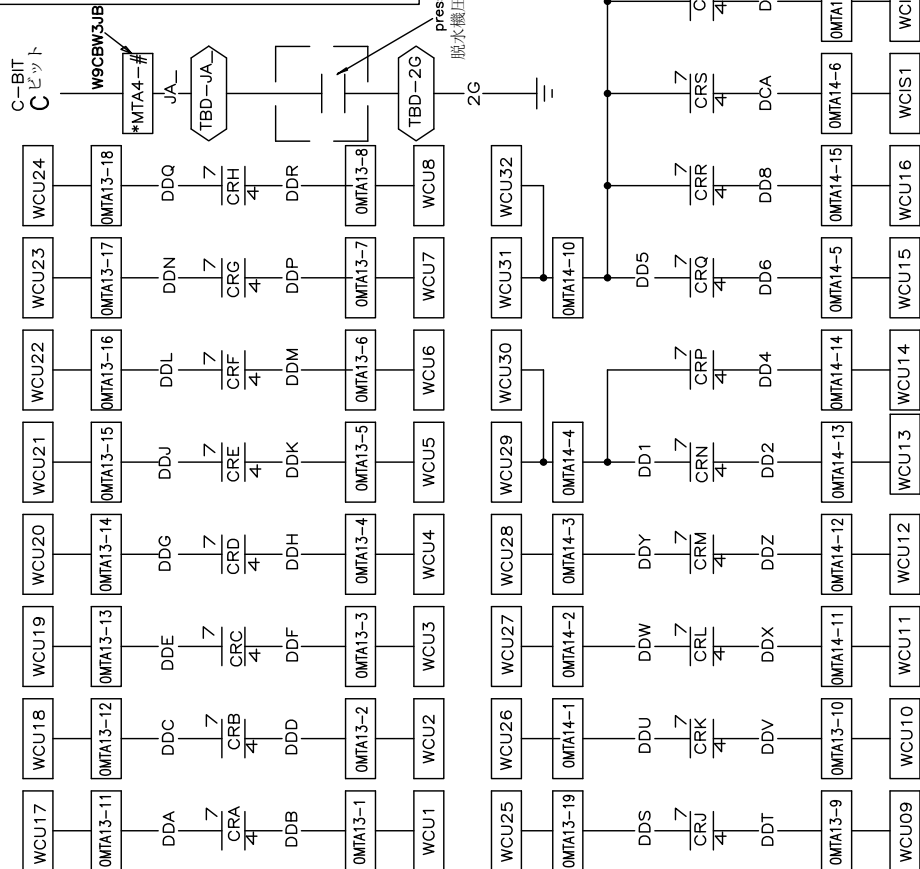 C-BIT
Cビット
W9CBW3JB
*MTA4-#
JA_
TBD-JA_
TBD-2G
2G
脱水機圧
WCU24
WCU23
WCU22
WCU21
WCU20
WCU19
WCU18
WCU17
0MTA13-18
0MTA13-17
0MTA13-16
0MTA13-15
0MTA13-14
0MTA13-13
0MTA13-12
0MTA13-11
DDQ
DDN
DDL
DDJ
DDG
DDE
DDC
DDA
7 CRH 4
7 CRG 4
7 CRF 4
7 CRE 4
7 CRD 4
7 CRC 4
7 CRB 4
7 CRA 4
DDR
DDP
DDM
DDK
DDH
DDF
DDD
DDB
0MTA13-8
0MTA13-7
0MTA13-6
0MTA13-5
0MTA13-4
0MTA13-3
0MTA13-2
0MTA13-1
WCU8
WCU7
WCU6
WCU5
WCU4
WCU3
WCU2
WCU1
WCU32
WCU31
WCU30
WCU29
WCU28
WCU27
WCU26
WCU25
0MTA14-10
0MTA14-4
0MTA14-3
0MTA14-2
0MTA14-1
0MTA13-19
DD5
DD1
DDY
DDW
DDU
DDS
7 CRS 4
7 CRR 4
7 CRQ 4
7 CRP 4
7 CRN 4
7 CRM 4
7 CRL 4
7 CRK 4
7 CRJ 4
DCA
DD8
DD6
DD4
DD2
DDZ
DDX
DDV
DDT
0MTA14-6
0MTA14-15
0MTA14-5
0MTA14-14
0MTA14-13
0MTA14-12
0MTA14-11
0MTA13-10
0MTA13-9
WCIS1
WCU16
WCU15
WCU14
WCU13
WCU12
WCU11
WCU10
WCU09